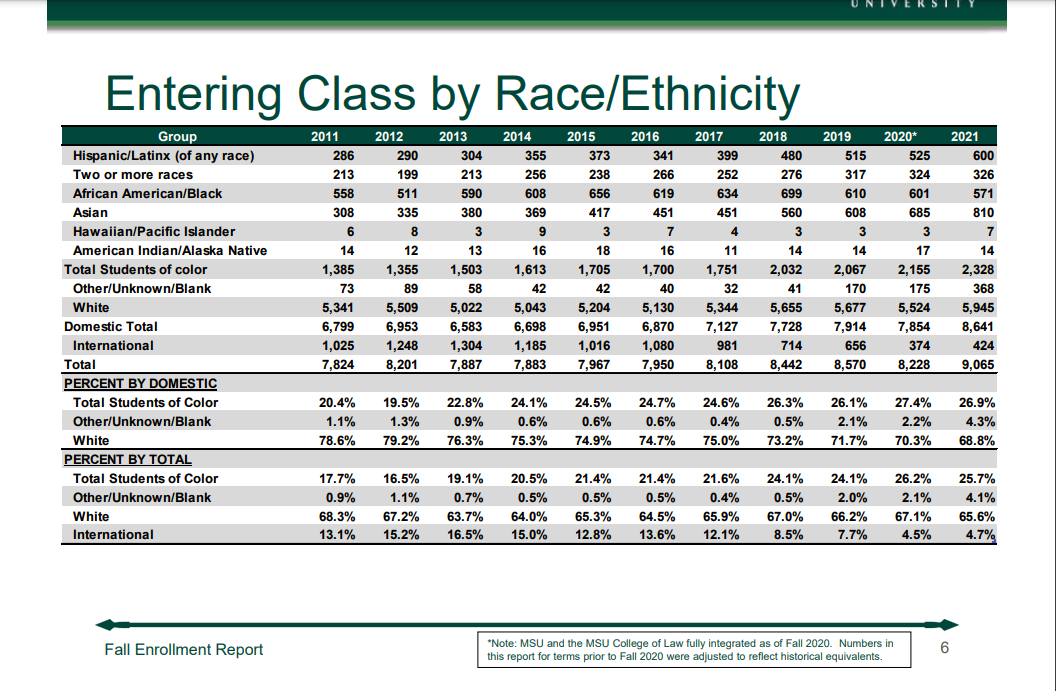 UNIVERSITY
Entering Class by Race/Ethnicity
Group 2011 2012 2013 2014 2015 2016 2017 2018 2019 2020* 2021
Hispanic/Latinx (of any race) 286 290 304 355 373 341 399 480 515 525 600
Two or more races 213 199 213 256 238 266 252 276 317 324 326
African American/Black 558 511 590 608 656 619 634 699 610 601 571
Asian 308 335 380 369 417 451 451 560 608 685 810
Hawaiian/Pacific Islander 6 8 3 9 3 7 4 3 3 3 7
American Indian/Alaska Native 14 12 13 16 18 16 11 14 14 17 14
Total Students of color 1,385 1,355 1,503 1,613 1,705 1,700 1,751 2,032 2,067 2,155 2,328
Other/Unknown/Blank 73 89 58 42 42 40 32 41 170 175 368
White 5,341 5,509 5,022 5,043 5,204 5,130 5,344 5,655 5,677 5,524 5,945
Domestic Total 6,799 6,953 6,583 6,698 6,951 6,870 7,127 7,728 7,914 7,854 8,641
International 1,025 1,248 1,304 1,185 1,016 1,080 981 714 656 374 424
Total 7,824 8,201 7,887 7,883 7,967 7,950 8,108 8,442 8,570 8,228 9,065
PERCENT BY DOMESTIC
Total Students of Color 20.4% 19.5% 22.8% 24.1% 24.5% 24.7% 24.6% 26.3% 26.1% 27.4% 26.9%
Other/Unknown/Blank 1.1% 1.3% 0.9% 0.6% 0.6% 0.6% 0.4% 0.5% 2.1% 2.2% 4.3%
White 78.6% 79.2% 76.3% 75.3% 74.9% 74.7% 75.0% 73.2% 71.7% 70.3% 68.8%
PERCENT BY TOTAL
Total Students of Color 17.7% 16.5% 19.1% 20.5% 21.4% 21.4% 21.6% 24.1% 24.1% 26.2% 25.7%
Other/Unknown/Blank 0.9% 1.1% 0.7% 0.5% 0.5% 0.5% 0.4% 0.5% 2.0% 2.1% 4.1%
White 68.3% 67.2% 63.7% 64.0% 65.3% 64.5% 65.9% 67.0% 66.2% 67.1% 65.6%
International 13.1% 15.2% 16.5% 15.0% 12.8% 13.6% 12.1% 8.5% 7.7% 4.5% 4.7%
Fall Enrollment Report
*Note: MSU and the MSU College of Law fully integrated as of Fall 2020. Numbers in
this report for terms prior to Fall 2020 were adjusted to reflect historical equivalents.
6